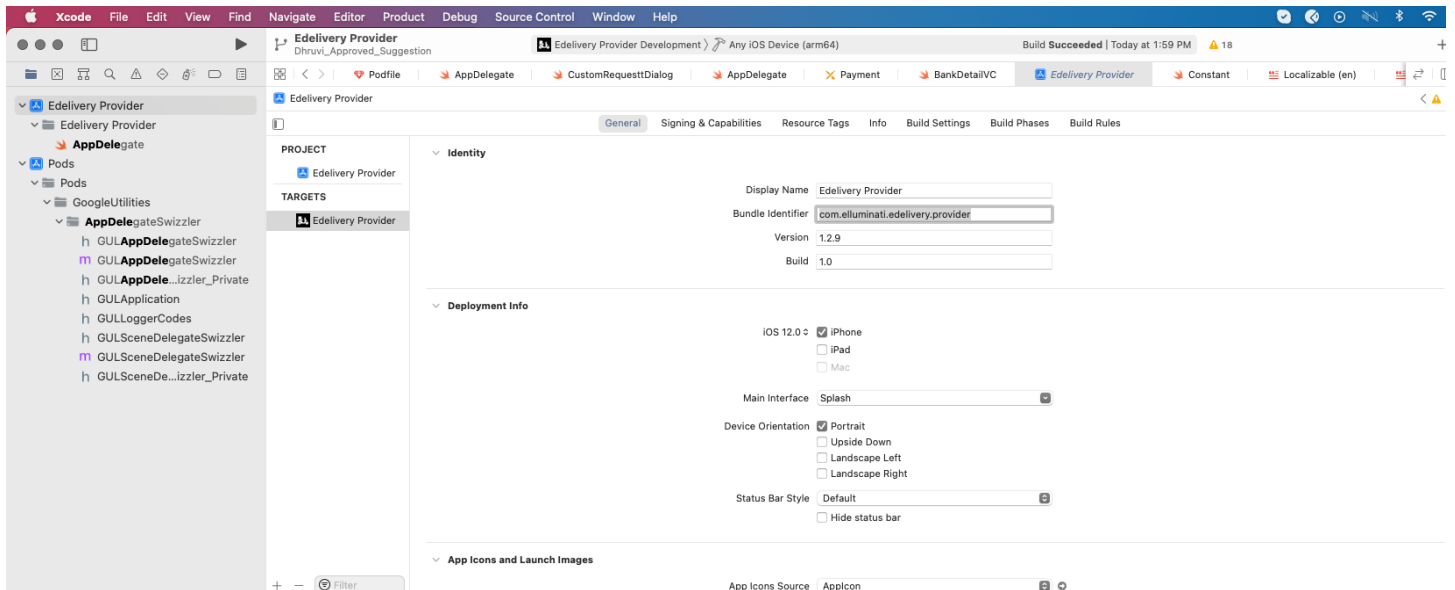 Xcode File Edit View Find Navigate Editor Product Debug Source Control Window Help
Edelivery Provider
Dhruvi_Approved_Suggestion
Edelivery Provider Development Any iOS Device (arm64)
Build Succeeded | Today at 1:59 PM 18
Podfile AppDelegate CustomRequesttDialog AppDelegate Payment BankDetailVC Edelivery Provider Constant Localizable (en)
Edelivery Provider
Edelivery Provider
AppDelegate
Pods
Pods
GoogleUtilities
AppDelegateSwizzler
GULAppDelegateSwizzler
GULAppDelegateSwizzler
GULAppDele...izzler_Private
GULApplication
GULLoggerCodes
GULSceneDelegateSwizzler
GULSceneDelegateSwizzler
GULSceneDe...izzler_Private
Edelivery Provider
General Signing & Capabilities Resource Tags Info Build Settings Build Phases Build Rules
PROJECT
Edelivery Provider
TARGETS
Edelivery Provider
Filter
Identity
Display Name Edelivery Provider
Bundle Identifier com.elluminati.edelivery.provider
Version 1.2.9
Build 1.0
Deployment Info
iOS 12.0 iPhone
iPad
Mac
Main Interface Splash
Device Orientation Portrait
Upside Down
Landscape Left
Landscape Right
Status Bar Style Default
Hide status bar
App Icons and Launch Images
App Icons Source AppIcon